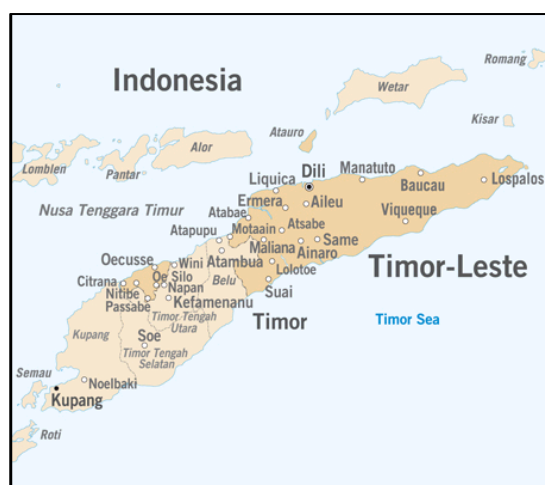 Romang
Indonesia
Wetar
Kisar
Atauro
Alor
Lomblen
Pantar
Dili
Manatuto
Liquica
Baucau
Lospalos
Ermera
Aileu
Nusa Tenggara Timur
Atabae
Viqueque
Atsabe
Atapupu
Motaain
Same
Maliana
Ainaro
Oecusse
Wini
Atambua
Lolotoe
Timor-Leste
Citrana
Oe Silo
Belu
Nitibe
Napan
Suai
Passabe
Kefamenanu
Timor Tengah
Utara
Timor
Timor Sea
Kupang
Soe
Timor Tengah
Selatan
Semau
Noelbaki
Kupang
Roti